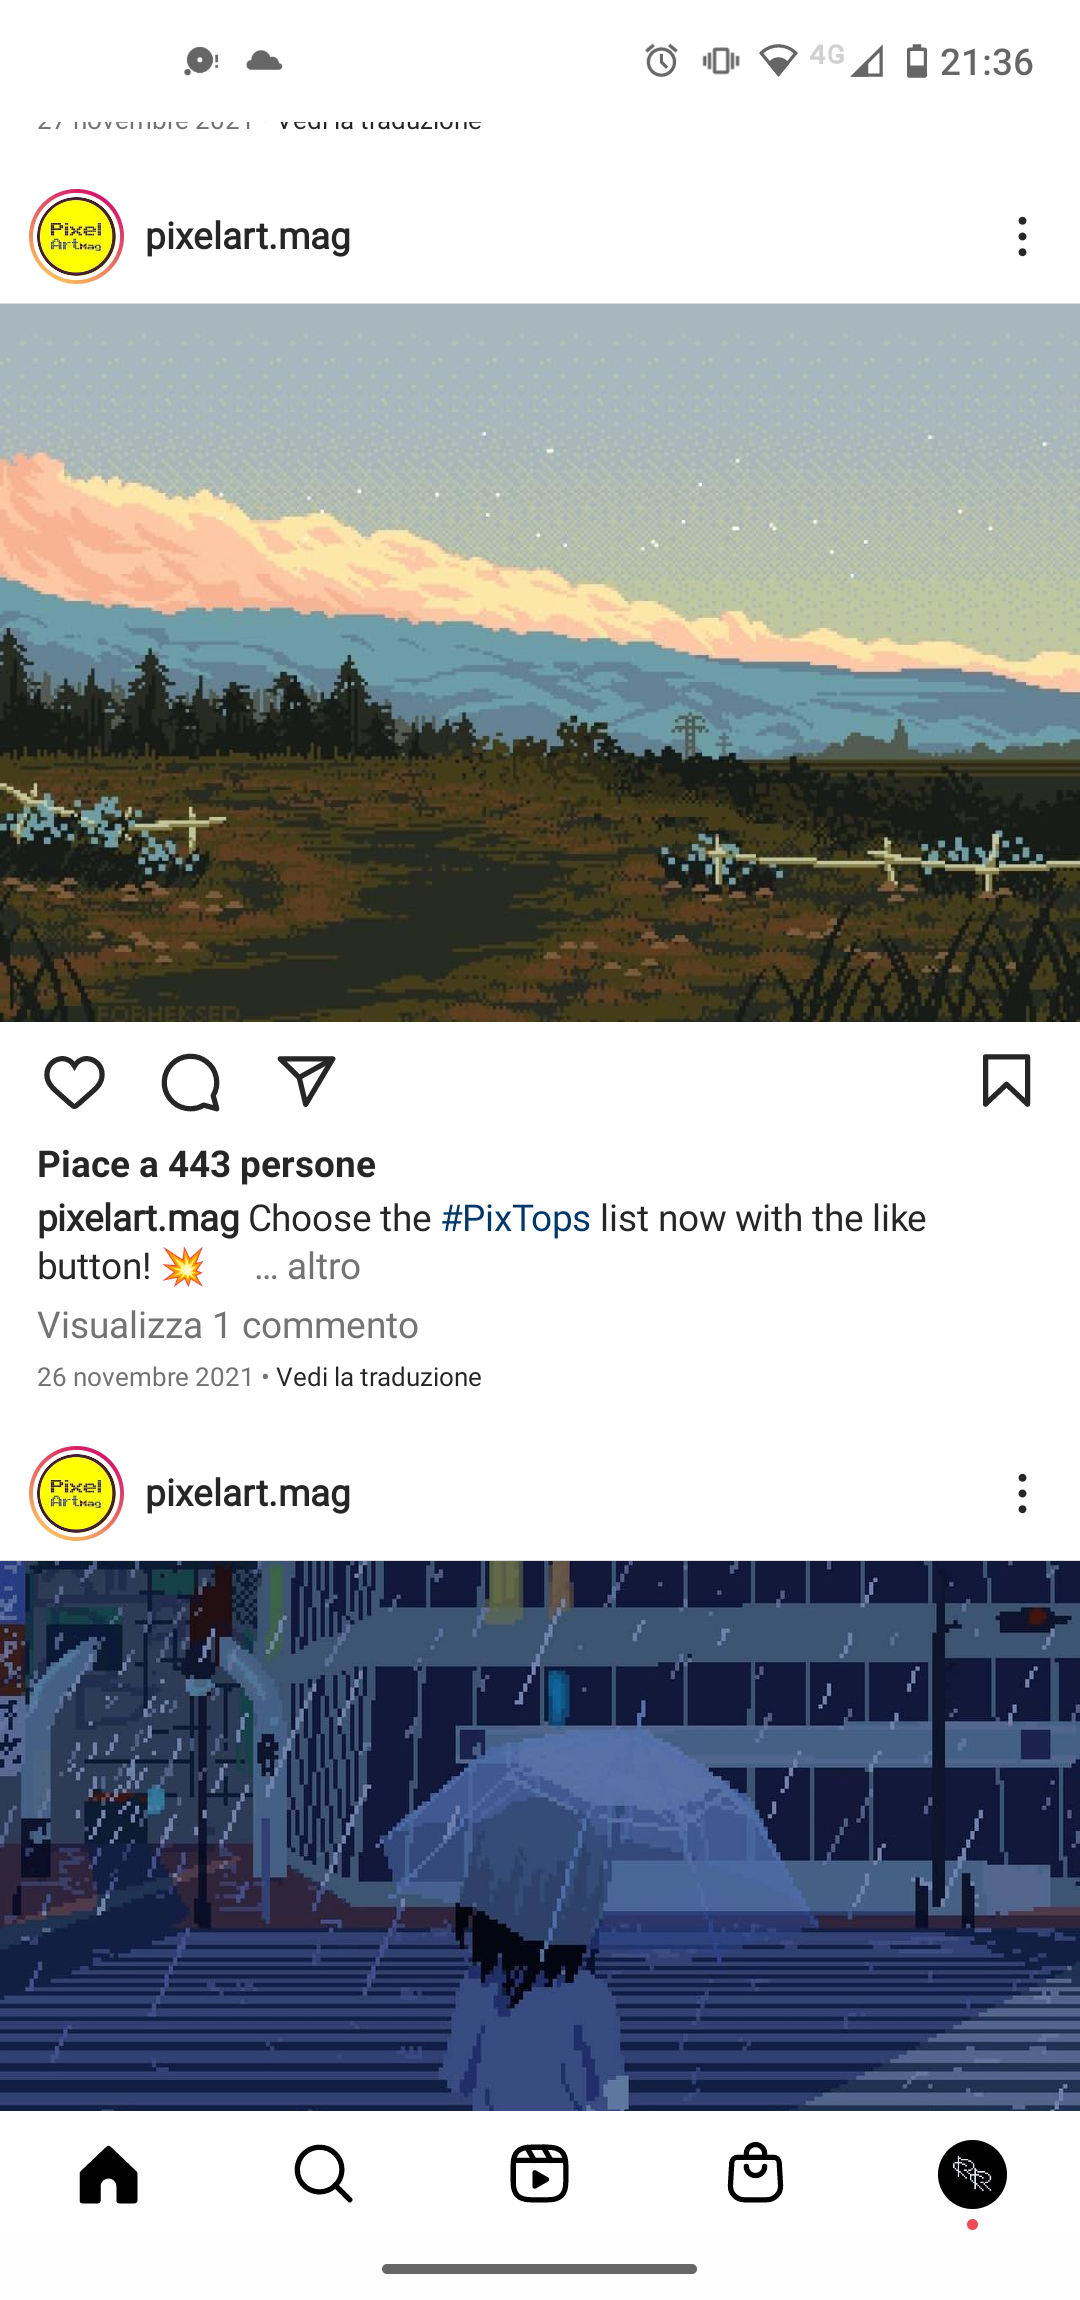 4G 21:36
27 novembre 2021 • Vedi la traduzione
Pixel
ArtMag
pixelart.mag
Piace a 443 persone
pixelart.mag Choose the #PixTops list now with the like
button! 💥 ... altro
Visualizza 1 commento
26 novembre 2021 • Vedi la traduzione
Pixel
ArtMag
pixelart.mag